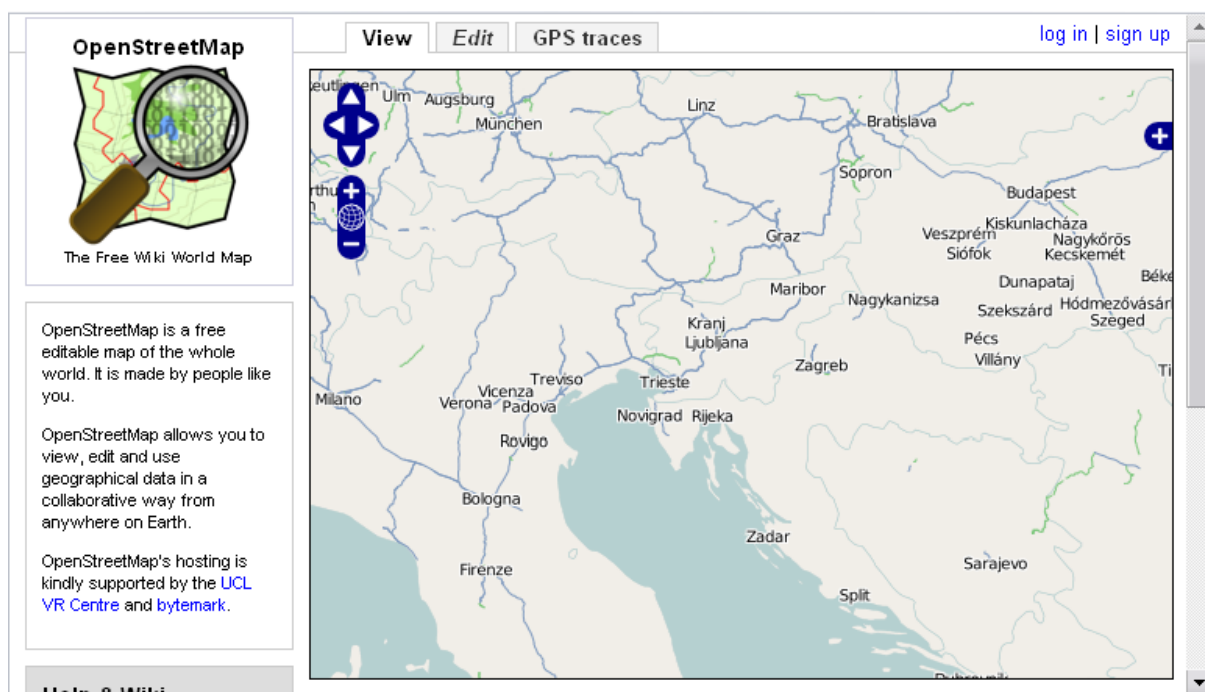 OpenStreetMap
The Free Wiki World Map
OpenStreetMap is a free
editable map of the whole
world. It is made by people like
you.
OpenStreetMap allows you to
view, edit and use
geographical data in a
collaborative way from
anywhere on Earth.
OpenStreetMap's hosting is
kindly supported by the UCL
VR Centre and bytemark.
Help & Wiki
View Edit GPS traces
log in | sign up
Ulm
Augsburg
München
Linz
Bratislava
Sopron
Budapest
Kiskunlacháza
Veszprém
Nagykőrös
Siófok
Kecskemét
Graz
Dunapataj
Maribor
Nagykanizsa
Szekszárd
Szeged
Kranj
Ljubljana
Pécs
Villány
Zagreb
Treviso
Trieste
Vicenza
Verona
Padova
Milano
Novigrad
Rijeka
Rovigo
Bologna
Zadar
Firenze
Sarajevo
Split